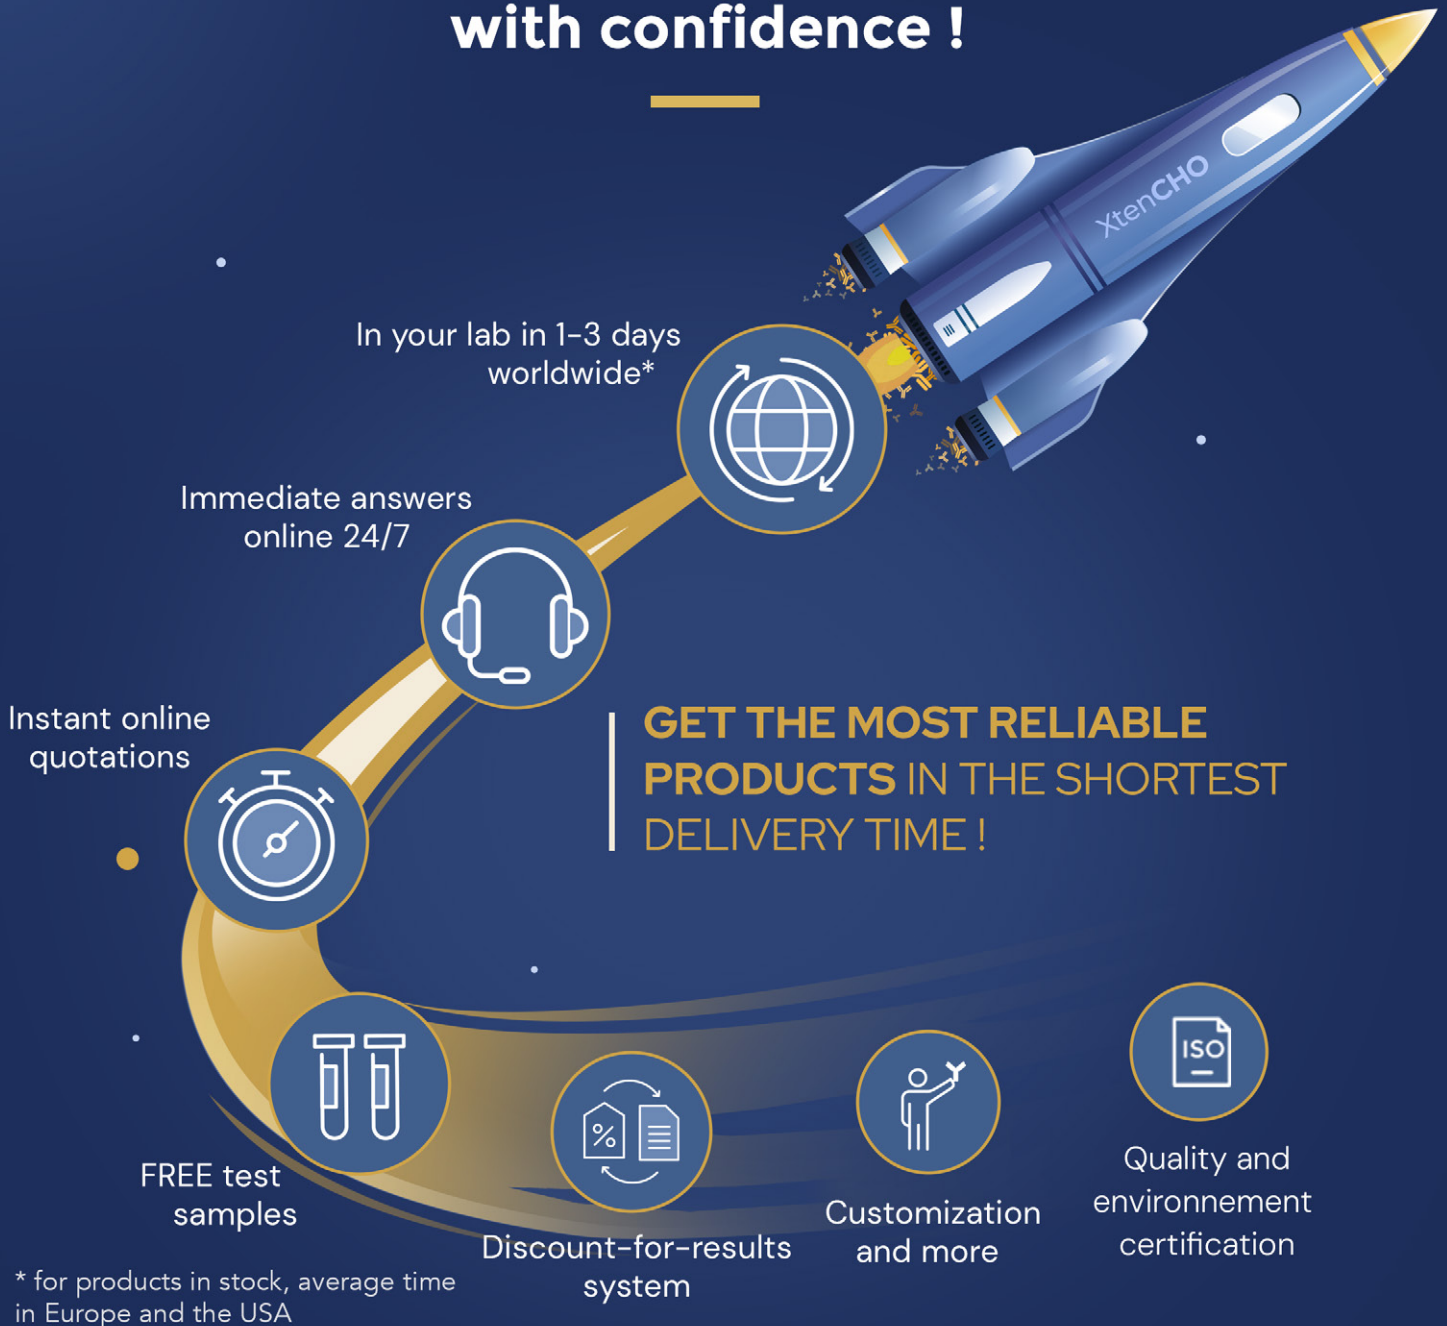 with confidence !
XtenCHO
In your lab in 1-3 days
worldwide*
Immediate answers
online 24/7
Instant online
quotations
GET THE MOST RELIABLE
PRODUCTS IN THE SHORTEST
DELIVERY TIME !
ISO
%
FREE test
samples
Discount-for-results
system
Customization
and more
Quality and
environnement
certification
* for products in stock, average time
in Europe and the USA